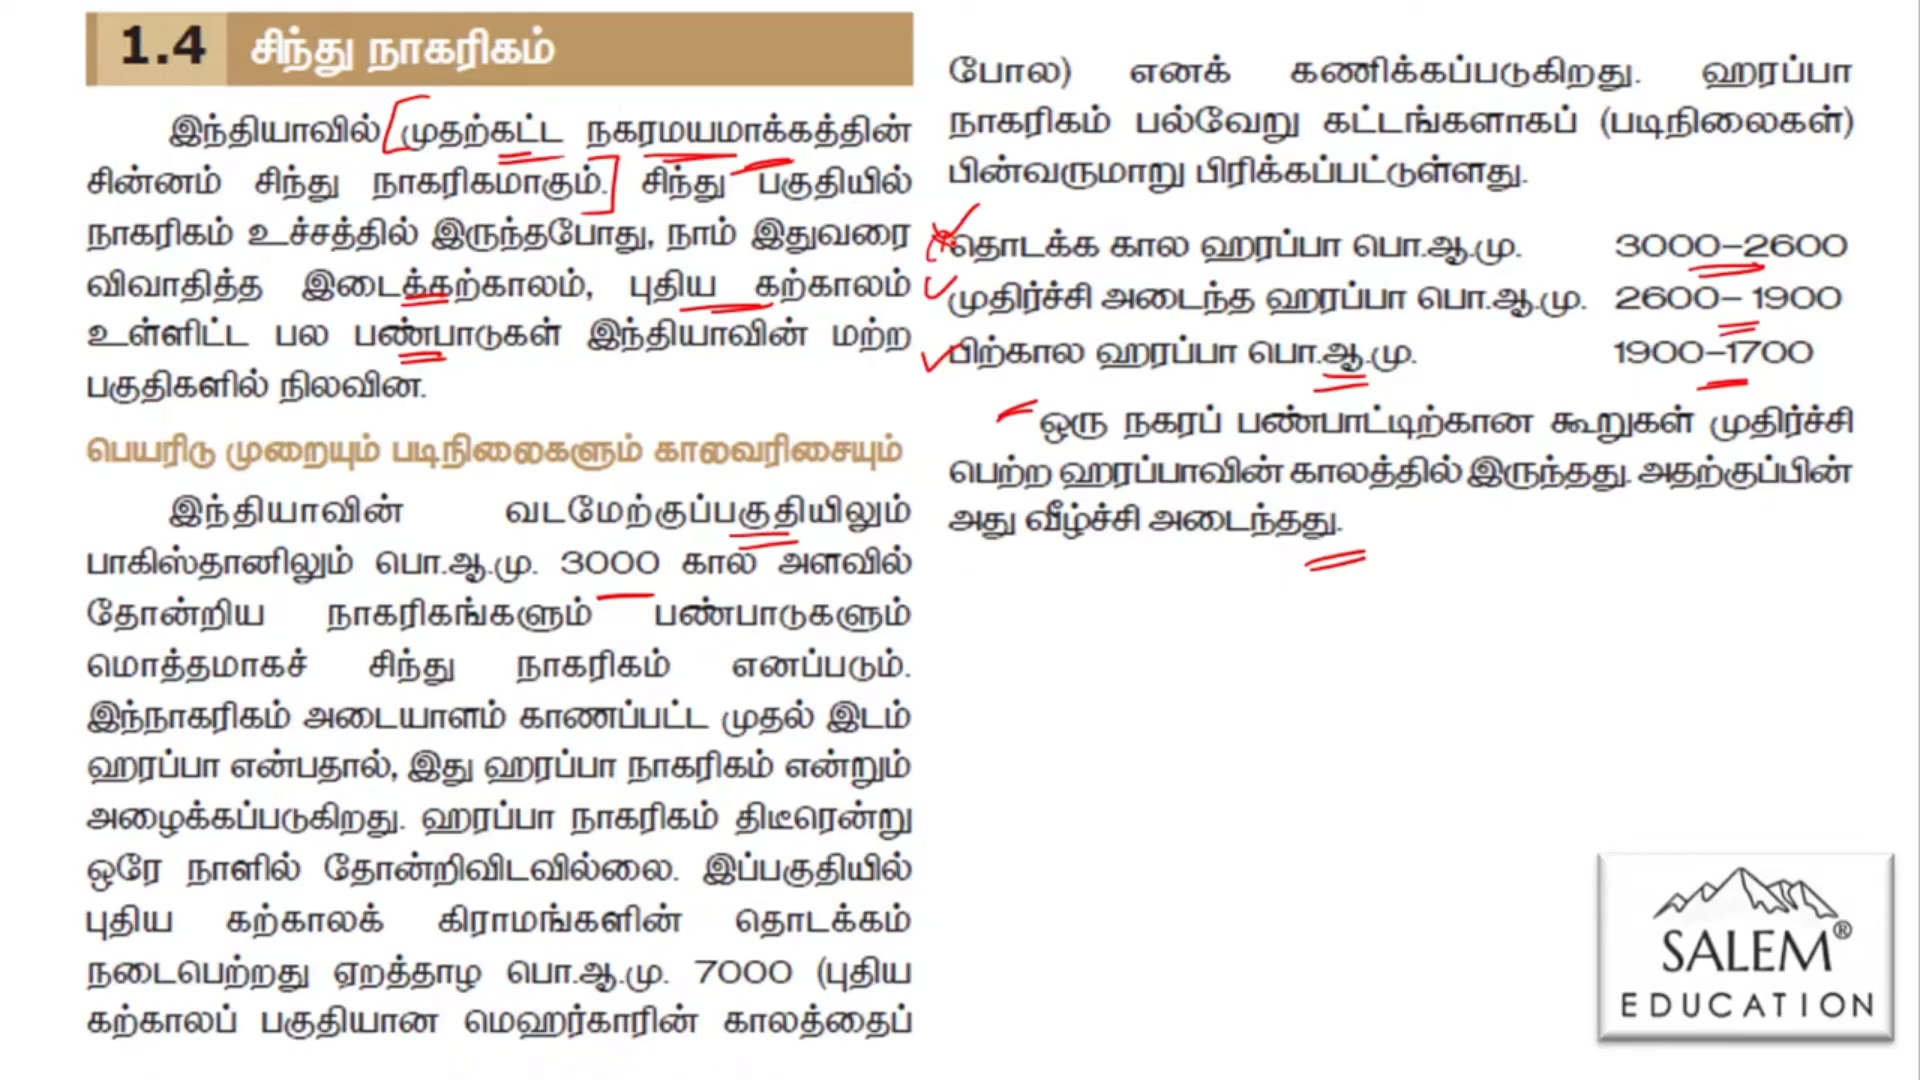 1.4 சிந்து நாகரிகம்
இந்தியாவில் முதற்கட்ட நகரமயமாக்கத்தின்
சின்னம் சிந்து நாகரிகமாகும். சிந்து பகுதியில்
நாகரிகம் உச்சத்தில் இருந்தபோது, நாம் இதுவரை
விவாதித்த இடைக்கற்காலம், புதிய கற்காலம்
உள்ளிட்ட பல பண்பாடுகள் இந்தியாவின் மற்ற
பகுதிகளில் நிலவின.
பெயரிடு முறையும் படிநிலைகளும் காலவரிசையும்
இந்தியாவின் வடமேற்குப்பகுதியிலும்
பாகிஸ்தானிலும் பொ.ஆ.மு. 3000 கால அளவில்
தோன்றிய நாகரிகங்களும் பண்பாடுகளும்
மொத்தமாகச் சிந்து நாகரிகம் எனப்படும்.
இந்நாகரிகம் அடையாளம் காணப்பட்ட முதல் இடம்
ஹரப்பா என்பதால், இது ஹரப்பா நாகரிகம் என்றும்
அழைக்கப்படுகிறது. ஹரப்பா நாகரிகம் திடீரென்று
ஒரே நாளில் தோன்றிவிடவில்லை. இப்பகுதியில்
புதிய கற்காலக் கிராமங்களின் தொடக்கம்
நடைபெற்றது ஏறத்தாழ பொ.ஆ.மு. 7000 (புதிய
கற்காலப் பகுதியான மெஹர்காரின் காலத்தைப்
போல) எனக் கணிக்கப்படுகிறது. ஹரப்பா
நாகரிகம் பல்வேறு கட்டங்களாகப் (படிநிலைகள்)
பின்வருமாறு பிரிக்கப்பட்டுள்ளது.
தொடக்க கால ஹரப்பா பொ.ஆ.மு. 3000–2600
முதிர்ச்சி அடைந்த ஹரப்பா பொ.ஆ.மு. 2600– 1900
பிற்கால ஹரப்பா பொ.ஆ.மு. 1900–1700
ஒரு நகரப் பண்பாட்டிற்கான கூறுகள் முதிர்ச்சி
பெற்ற ஹரப்பாவின் காலத்தில் இருந்தது. அதற்குப்பின்
அது வீழ்ச்சி அடைந்தது.
SALEM®
EDUCATION